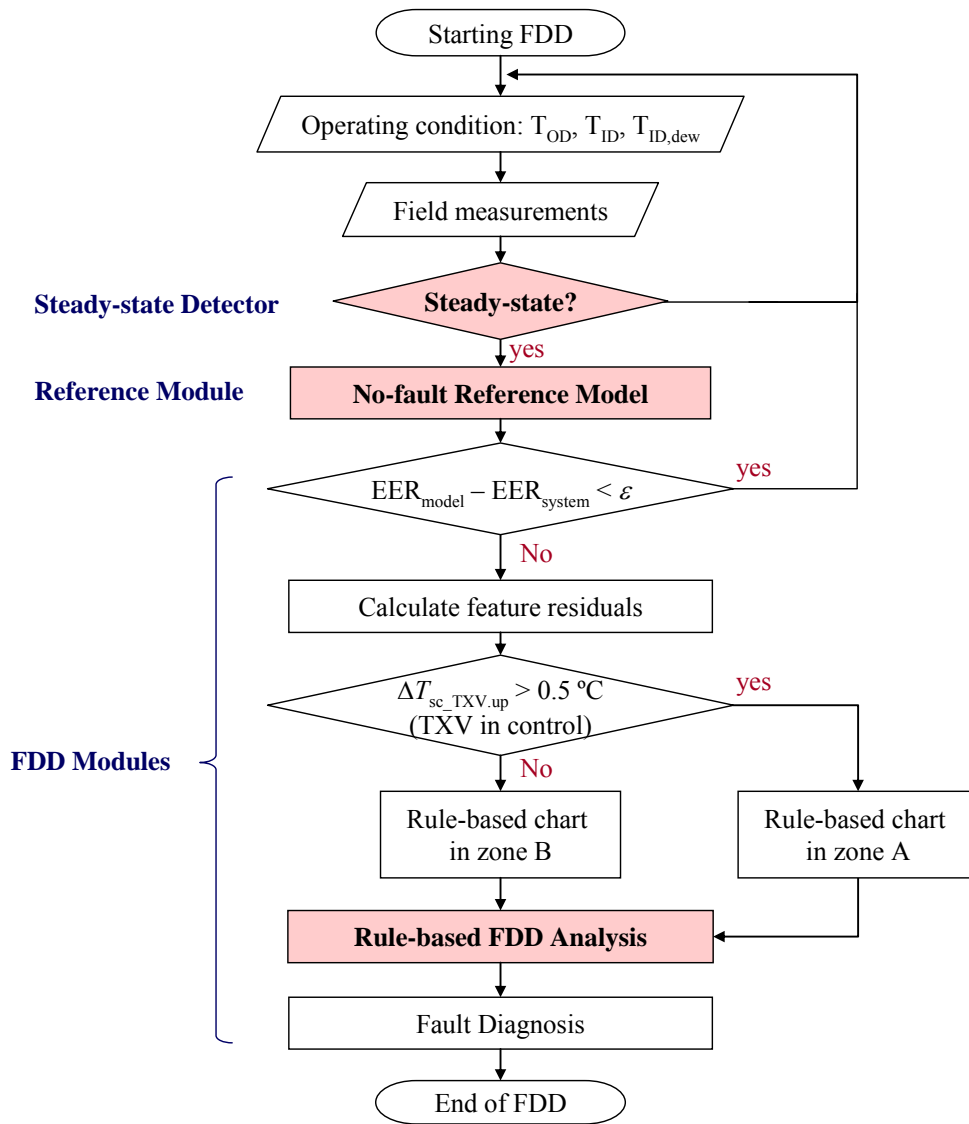 Starting FDD
Operating condition: T_OD, T_ID, T_ID,dew
Field measurements
Steady-state Detector
Steady-state?
yes
Reference Module
No-fault Reference Model
yes
EER_model – EER_system < ε
No
Calculate feature residuals
ΔT_sc_TXV.up > 0.5 ºC
(TXV in control)
yes
FDD Modules
No
Rule-based chart
in zone B
Rule-based chart
in zone A
Rule-based FDD Analysis
Fault Diagnosis
End of FDD